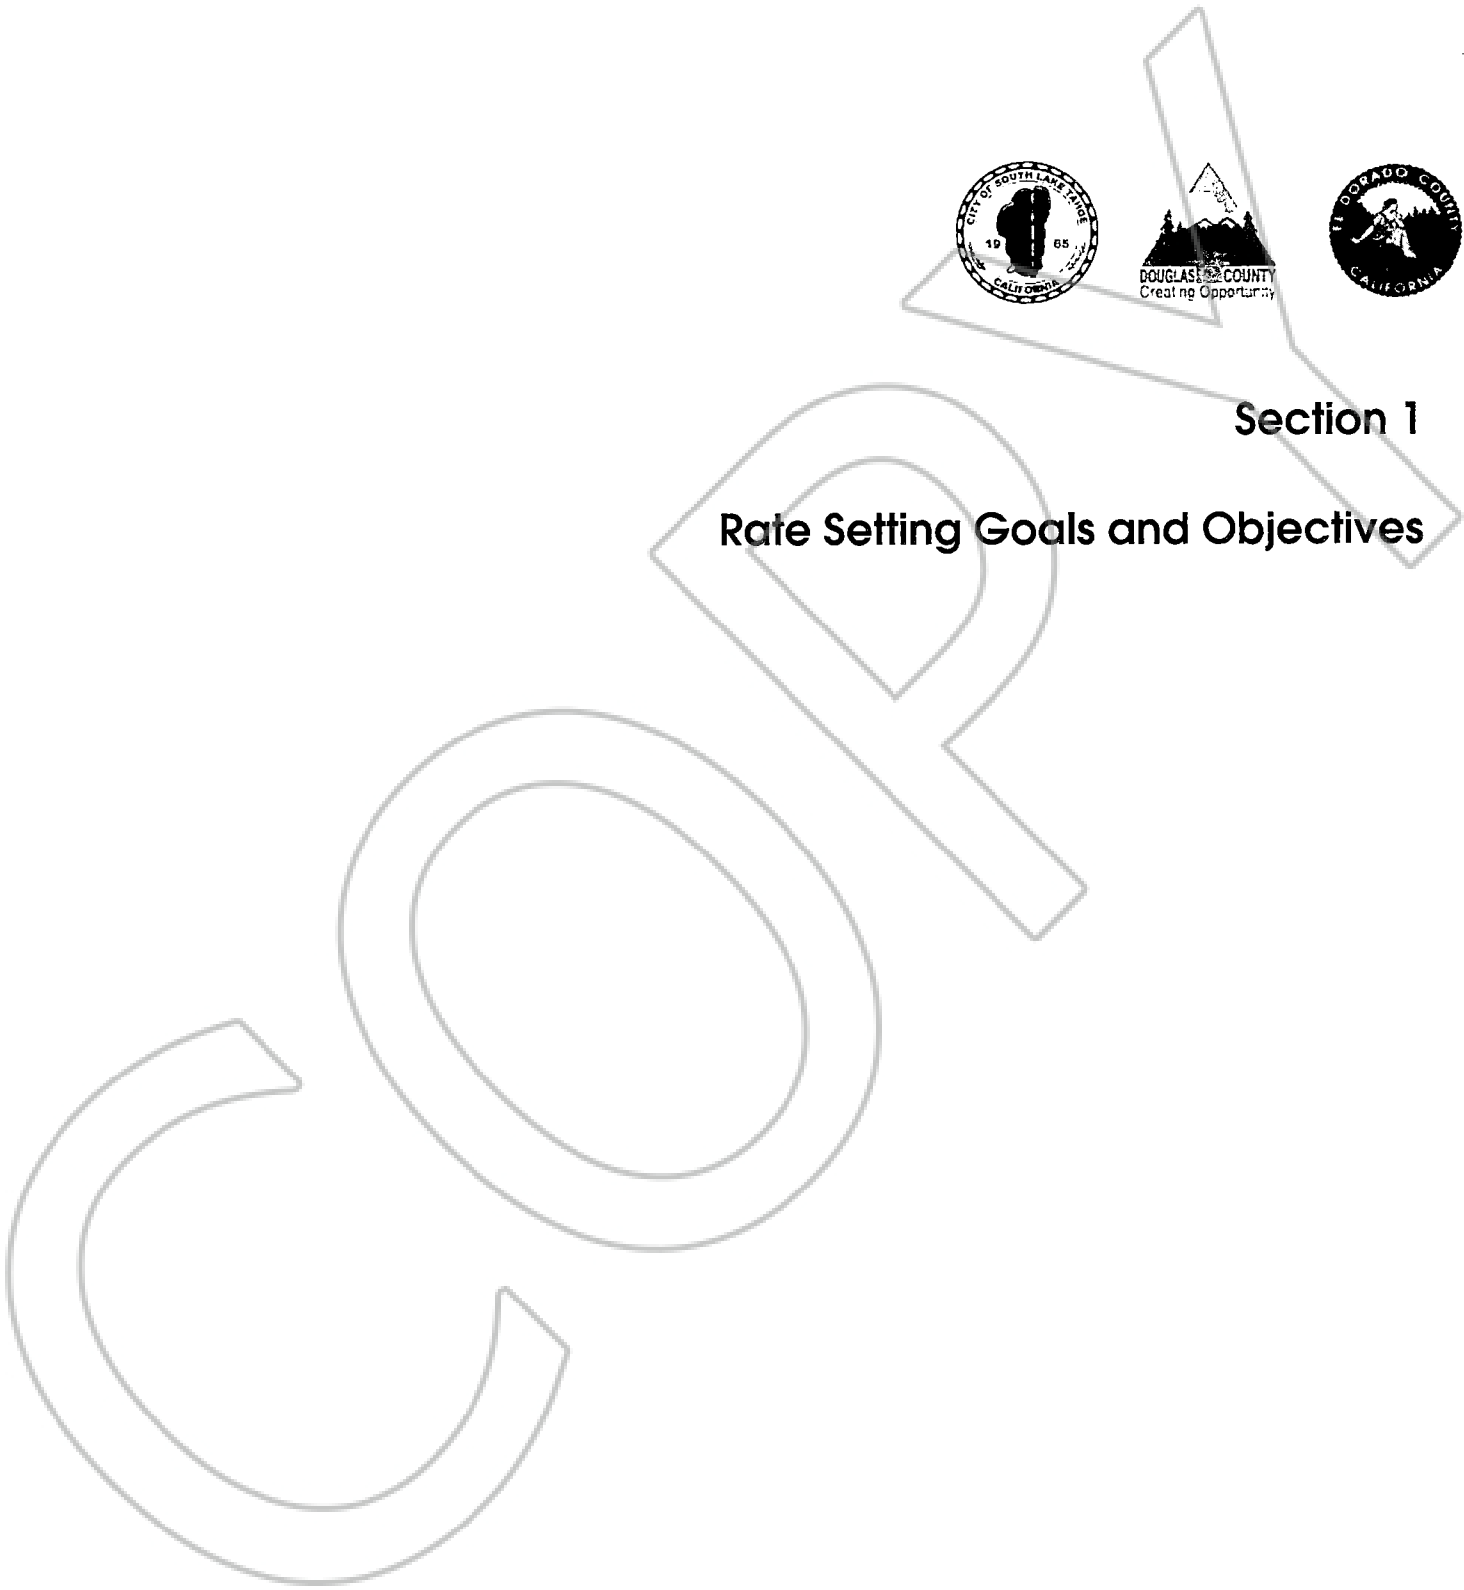 CITY OF SOUTH LAKE TAHOE
19 65
CALIFORNIA
DOUGLAS COUNTY
Creating Opportunity
EL DORADO COUNTY
CALIFORNIA
Section 1
Rate Setting Goals and Objectives
COPY